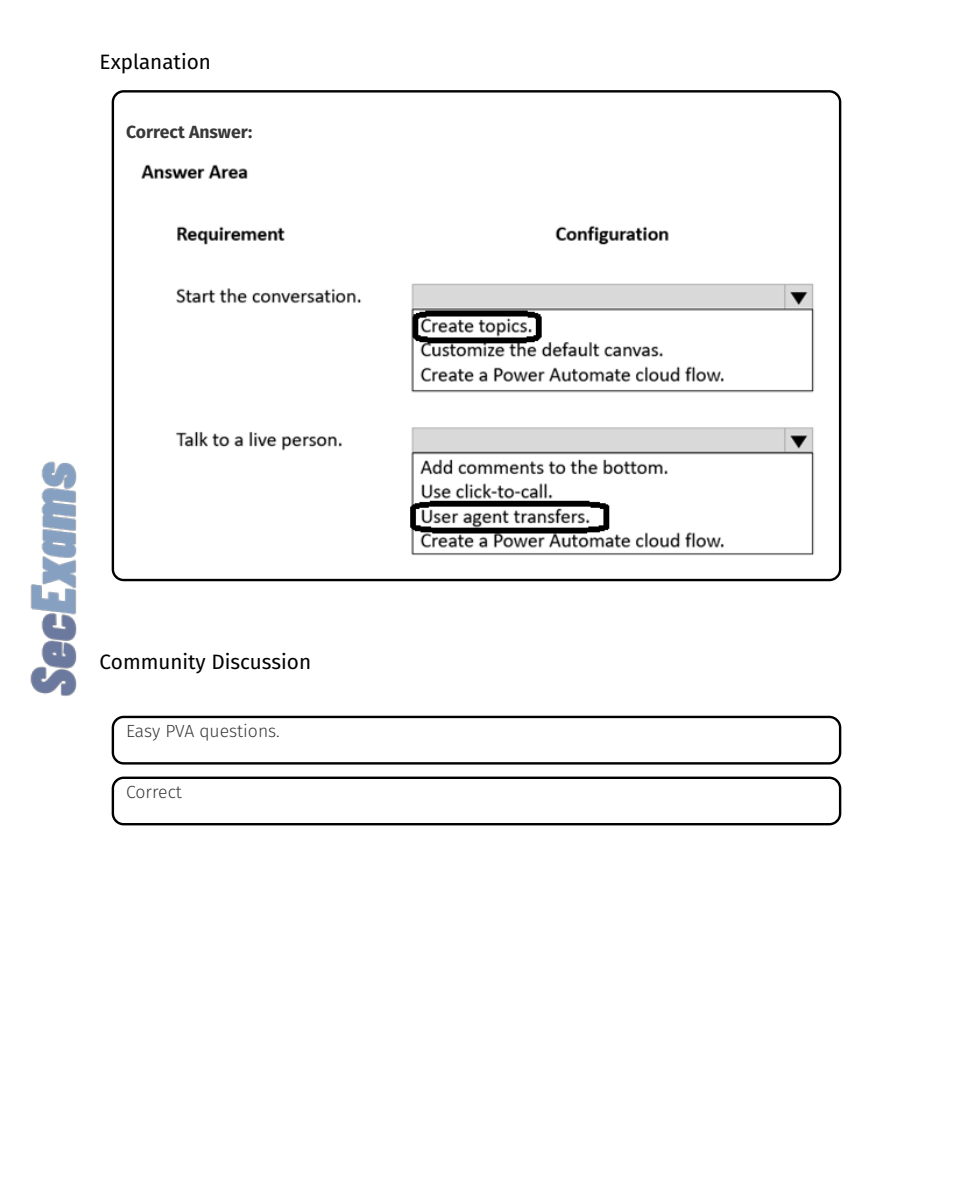 Explanation
Correct Answer:
Answer Area
Requirement Configuration
Start the conversation.
Create topics.
Customize the default canvas.
Create a Power Automate cloud flow.
Talk to a live person.
Add comments to the bottom.
Use click-to-call.
User agent transfers.
Create a Power Automate cloud flow.
SecExams
Community Discussion
Easy PVA questions.
Correct